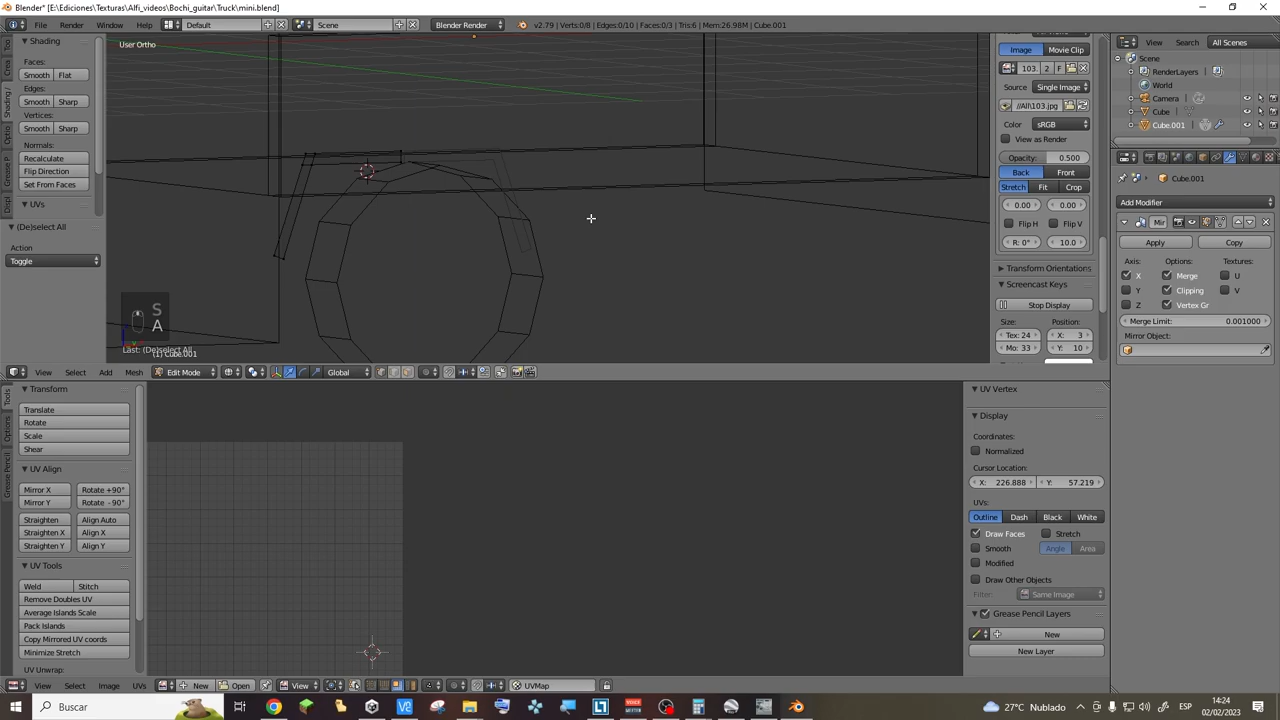 Blender* [E:\Ediciones\Texturas\Alfi_videos\Bochi_guitar\Truck\mini.blend]
File
Render
Window
Help
Default
Scene
Blender Render
v2.79 | Verts:0/8 | Edges:0/10 | Faces:0/3 | Tris:6 | Mem:26.98M | Cube.001
View
Search
All Scenes
Shading
Faces:
Smooth
Flat
Edges:
Smooth
Sharp
Vertices:
Smooth
Sharp
Normals:
Recalculate
Flip Direction
Set From Faces
UVs
(De)select All
Action
Toggle
User Ortho
S
A
Last: (De)select All
(1) Cube.001
Image
Movie Clip
103.
2
F
Source
Single Image
//All\103.jpg
Color
sRGB
View as Render
Opacity:
0.500
Back
Front
Stretch
Fit
Crop
0.00
0.00
Flip H
Flip V
R: 0°
10.0
Transform Orientations
Screencast Keys
Stop Display
Size:
Position:
Tex: 24
X: 3
Mo: 33
Y: 10
Scene
RenderLayers
World
Camera
Cube
Cube.001
Cube.001
Add Modifier
Mir
Apply
Copy
Axis:
Options:
Textures:
X
Merge
U
Y
Clipping
V
Z
Vertex Gr
Merge Limit:
0.001000
Mirror Object:
View
Select
Add
Mesh
Edit Mode
Global
Tools
Options
Grease Pencil
Transform
Translate
Rotate
Scale
Shear
UV Align
Mirror X
Rotate +90°
Mirror Y
Rotate -90°
Straighten
Align Auto
Straighten X
Align X
Straighten Y
Align Y
UV Tools
Weld
Stitch
Remove Doubles UV
Average Islands Scale
Pack Islands
Copy Mirrored UV coords
Minimize Stretch
UV Unwrap:
UV Vertex
Display
Coordinates:
Normalized
Cursor Location:
X: 226.888
Y: 57.219
UVs:
Outline
Dash
Black
White
Draw Faces
Stretch
Smooth
Angle
Area
Modified
Draw Other Objects
Filter:
Same Image
Grease Pencil Layers
New
New Layer
View
Select
Image
UVs
New
Open
View
UVMap
Buscar
27°C Nublado
ESP
14:24
02/02/2023